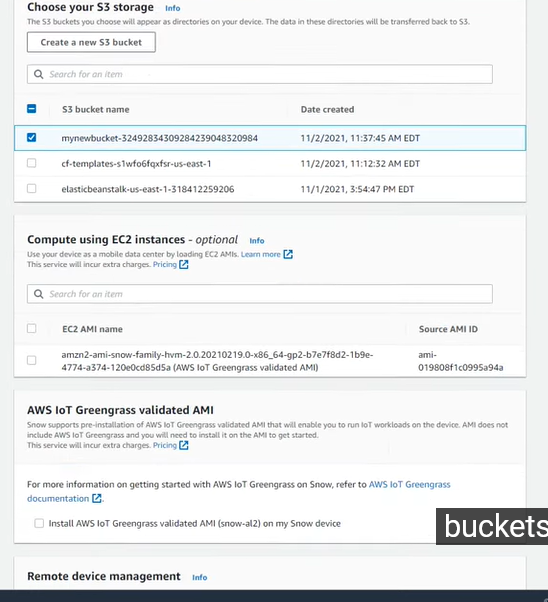 Choose your S3 storage Info
The S3 buckets you choose will appear as directories on your device. The data in these directories will be transferred back to S3.
Create a new S3 bucket
Search for an item
S3 bucket name Date created
mynewbucket-32492834309284239048320984 11/2/2021, 11:37:45 AM EDT
cf-templates-s1wfo6fqxfsr-us-east-1 11/2/2021, 11:12:32 AM EDT
elasticbeanstalk-us-east-1-318412259206 11/1/2021, 3:54:47 PM EDT
Compute using EC2 instances - optional Info
Use your device as a mobile data center by loading EC2 AMIs. Learn more
This service will incur extra charges. Pricing
Search for an item
EC2 AMI name Source AMI ID
amzn2-ami-snow-family-hvm-2.0.20210219.0-x86_64-gp2-b7e7f8d2-1b9e- ami-
4774-a374-120e0cd85d5a (AWS IoT Greengrass validated AMI) 019808f1c0995a94a
AWS IoT Greengrass validated AMI
Snow supports pre-installation of AWS IoT Greengrass validated AMI that will enable you to run IoT workloads on the device. AMI does not
include AWS IoT Greengrass and you will need to install it on the AMI to get started.
This service will incur extra charges. Pricing
For more information on getting started with AWS IoT Greengrass on Snow, refer to AWS IoT Greengrass
documentation.
Install AWS IoT Greengrass validated AMI (snow-al2) on my Snow device
buckets
Remote device management Info